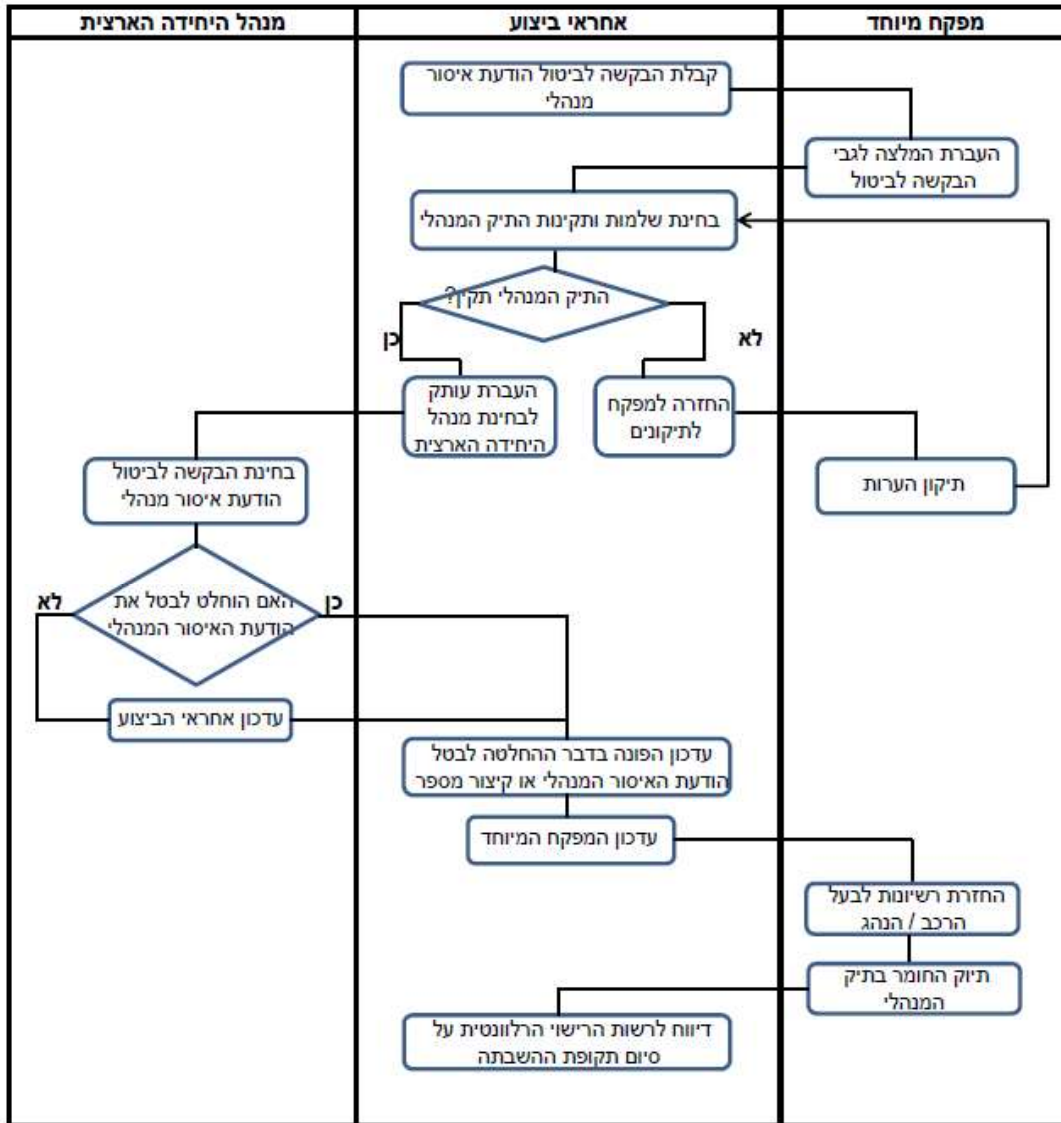 מפקח מיוחד
אחראי ביצוע
מנהל היחידה הארצית
קבלת הבקשה לביטול הודעת איסור
מנהלי
העברת המלצה לגבי
הבקשה לביטול
בחינת שלמות ותקינות התיק המנהלי
התיק המנהלי תקין?
לא
כן
החזרה למפקח
לתיקונים
העברת עותק
לבחינת מנהל
היחידה הארצית
תיקון הערות
בחינת הבקשה לביטול
הודעת איסור מנהלי
האם הוחלט לבטל את
הודעת האיסור המנהלי
כן
לא
עדכון אחראי הביצוע
עדכון הפונה בדבר ההחלטה לבטל
הודעת האיסור המנהלי או קיצור מספר
עדכון המפקח המיוחד
החזרת רשיונות לבעל
הרכב / הנהג
תיוק החומר בתיק
המנהלי
דיווח לרשות הרישוי הרלוונטית על
סיום תקופת ההשבתה